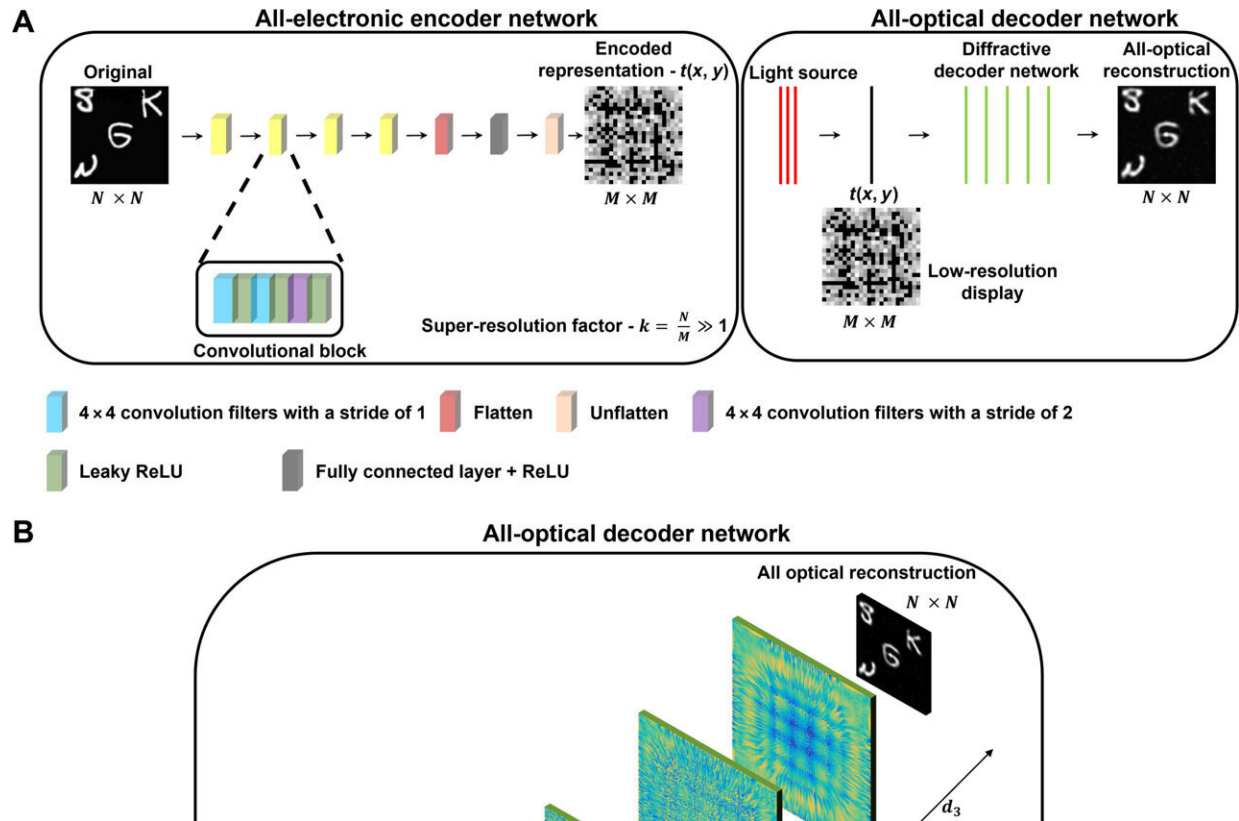 A
All-electronic encoder network
All-optical decoder network
Original
Encoded
representation - t(x, y)
N × N
M × M
Convolutional block
Super-resolution factor - k = N/M ≫ 1
Light source
Diffractive
decoder network
All-optical
reconstruction
t(x, y)
N × N
Low-resolution
display
M × M
4 × 4 convolution filters with a stride of 1
Flatten
Unflatten
4 × 4 convolution filters with a stride of 2
Leaky ReLU
Fully connected layer + ReLU
B
All-optical decoder network
All optical reconstruction
N × N
d₃